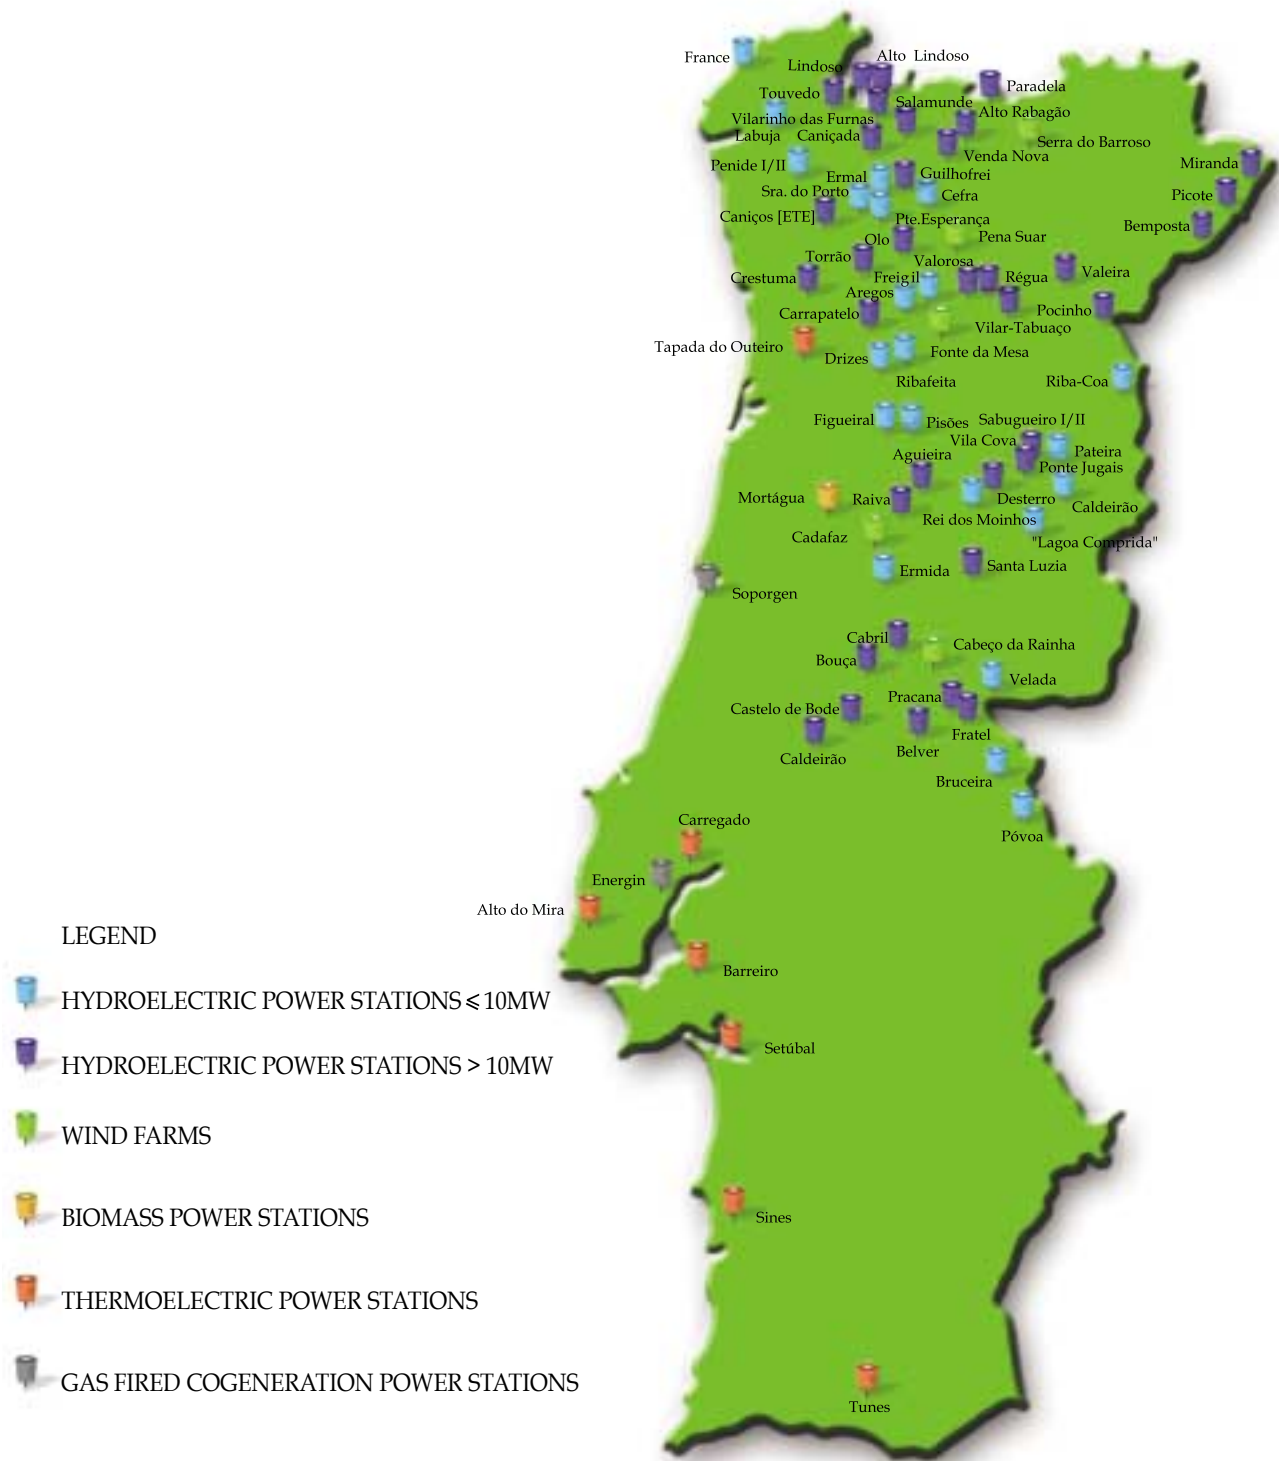 France
Alto Lindoso
Lindoso
Paradela
Touvedo
Salamunde
Alto Rabagão
Vilarinho das Furnas
Labuja
Caniçada
Serra do Barroso
Venda Nova
Penide I/II
Miranda
Ermal
Guilhofrei
Sra. do Porto
Cefra
Picote
Caniços [ETE]
Pte.Esperança
Bemposta
Olo
Pena Suar
Torrão
Valorosa
Crestuma
Freigil
Régua
Valeira
Aregos
Carrapatelo
Pocinho
Vilar-Tabuaço
Tapada do Outeiro
Drizes
Fonte da Mesa
Ribafeita
Riba-Coa
Figueiral
Pisões
Sabugueiro I/II
Vila Cova
Aguieira
Pateira
Ponte Jugais
Mortágua
Raiva
Desterro
Caldeirão
Rei dos Moinhos
Cadafaz
"Lagoa Comprida"
Ermida
Santa Luzia
Soporgen
Cabril
Cabeço da Rainha
Bouça
Velada
Pracana
Castelo de Bode
Fratel
Belver
Caldeirão
Bruceira
Carregado
Póvoa
Energin
Alto do Mira
Barreiro
Setúbal
Sines
Tunes
LEGEND
HYDROELECTRIC POWER STATIONS ⩽ 10MW
HYDROELECTRIC POWER STATIONS > 10MW
WIND FARMS
BIOMASS POWER STATIONS
THERMOELECTRIC POWER STATIONS
GAS FIRED COGENERATION POWER STATIONS